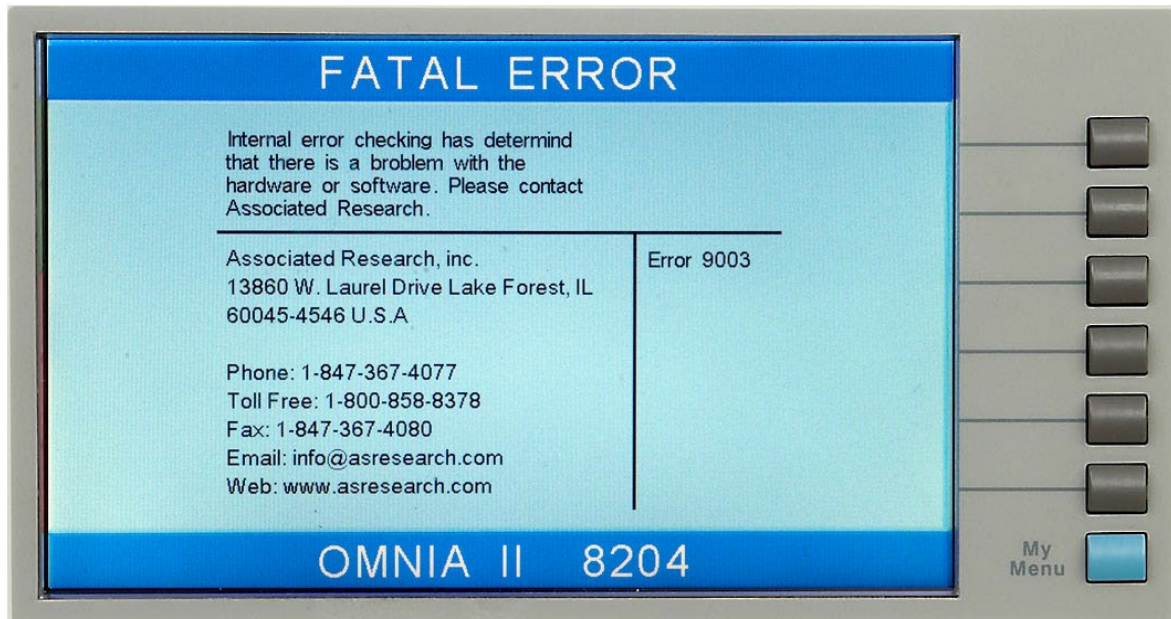 FATAL ERROR
Internal error checking has determind
that there is a broblem with the
hardware or software. Please contact
Associated Research.
Associated Research, inc.
13860 W. Laurel Drive Lake Forest, IL
60045-4546 U.S.A
Phone: 1-847-367-4077
Toll Free: 1-800-858-8378
Fax: 1-847-367-4080
Email: info@asresearch.com
Web: www.asresearch.com
Error 9003
OMNIA II 8204
My
Menu